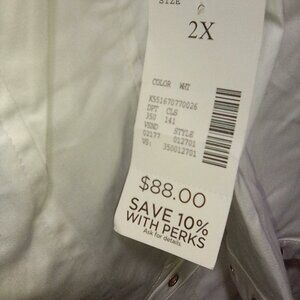 SIZE
2X
COLOR WHT
K551670770026
DPT CLS
350 141
VEND STYLE
02177 012701
VS: 350012701
$88.00
SAVE 10%
WITH PERKS
Ask for details